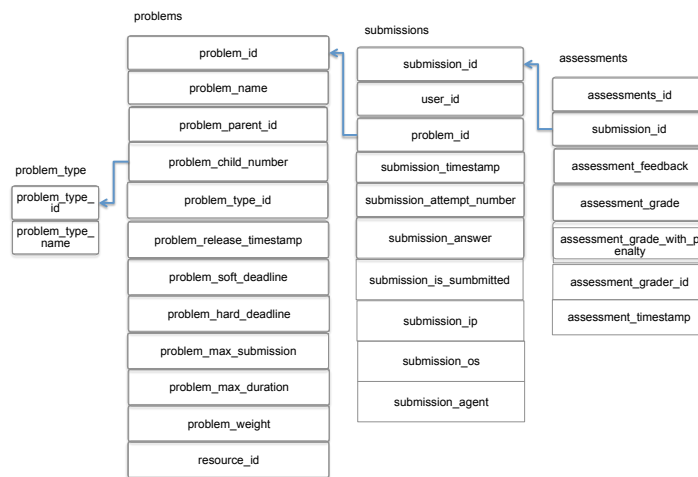 problems
problem_id
problem_name
problem_parent_id
problem_child_number
problem_type_id
problem_release_timestamp
problem_soft_deadline
problem_hard_deadline
problem_max_submission
problem_max_duration
problem_weight
resource_id
problem_type
problem_type_
id
problem_type_
name
submissions
submission_id
user_id
problem_id
submission_timestamp
submission_attempt_number
submission_answer
submission_is_sumbmitted
submission_ip
submission_os
submission_agent
assessments
assessments_id
submission_id
assessment_feedback
assessment_grade
assessment_grade_with_p
enalty
assessment_grader_id
assessment_timestamp